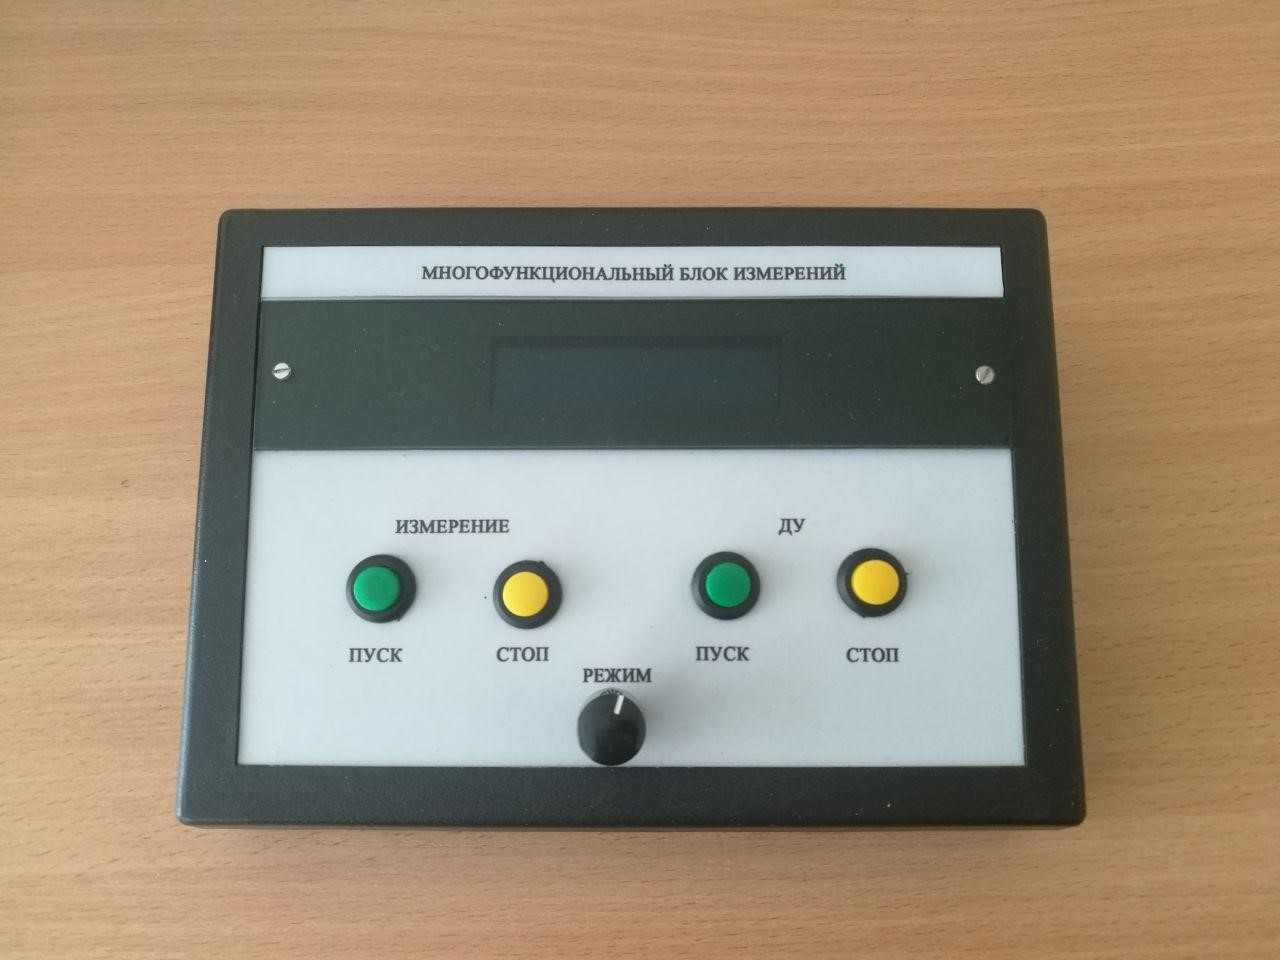 МНОГОФУНКЦИОНАЛЬНЫЙ БЛОК ИЗМЕРЕНИЙ
ИЗМЕРЕНИЕ
ДУ
ПУСК
СТОП
ПУСК
СТОП
РЕЖИМ